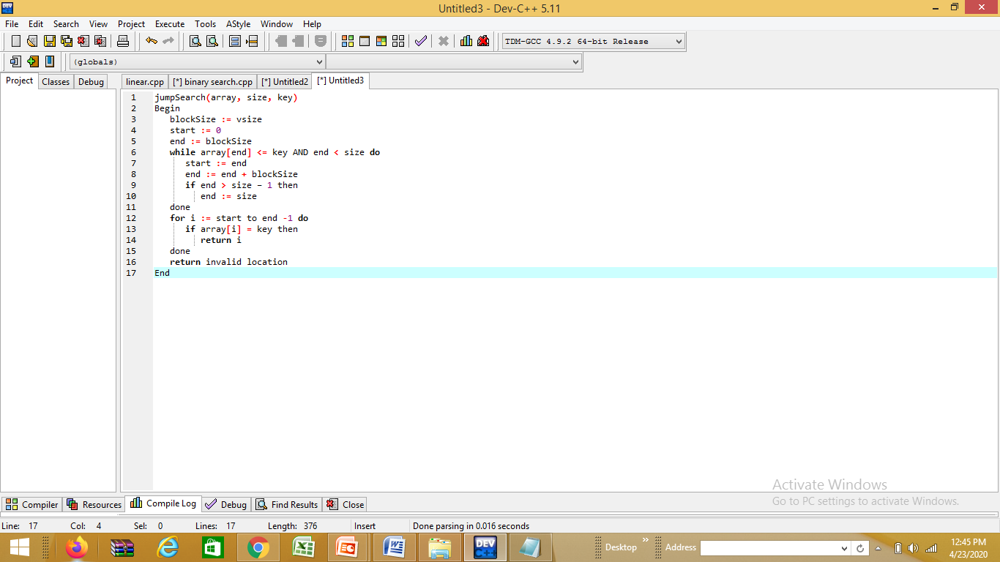 Untitled3 - Dev-C++ 5.11
File Edit Search View Project Execute Tools AStyle Window Help
TDM-GCC 4.9.2 64-bit Release
(globals)
Project Classes Debug linear.cpp [*] binary search.cpp [*] Untitled2 [*] Untitled3
1 jumpSearch(array, size, key)
2 Begin
3 blockSize := vsize
4 start := 0
5 end := blockSize
6 while array[end] <= key AND end < size do
7 start := end
8 end := end + blockSize
9 if end > size – 1 then
10 end := size
11 done
12 for i := start to end -1 do
13 if array[i] = key then
14 return i
15 done
16 return invalid location
17 End
Activate Windows
Go to PC settings to activate Windows.
Compiler Resources Compile Log Debug Find Results Close
Line: 17 Col: 4 Sel: 0 Lines: 17 Length: 376 Insert Done parsing in 0.016 seconds
DEV C++ Desktop » Address 12:45 PM
4/23/2020